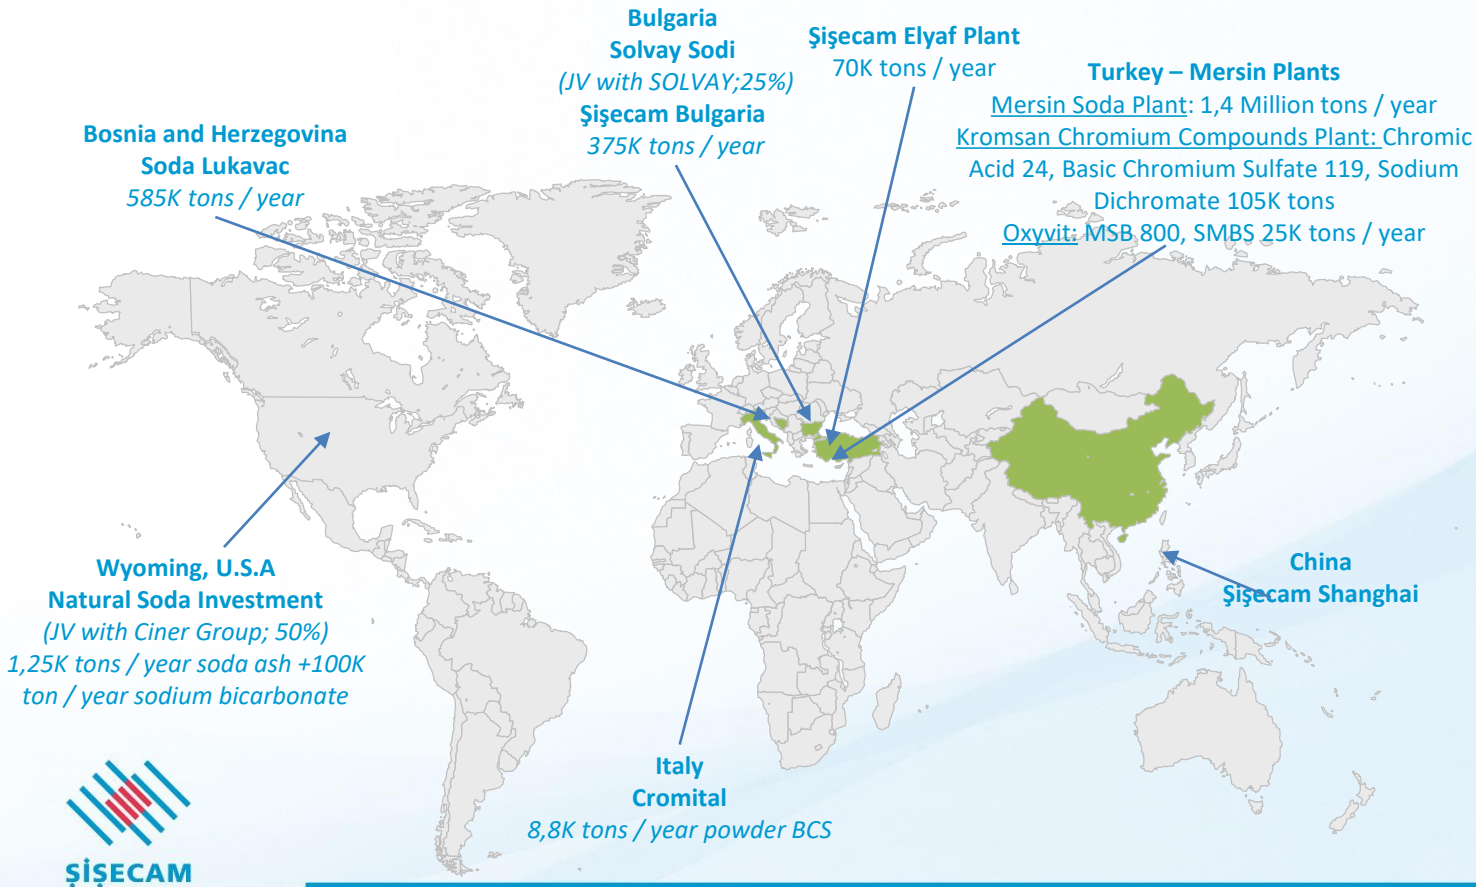 Bulgaria
Solvay Sodi
(JV with SOLVAY;25%)
Şişecam Bulgaria
375K tons / year
Şişecam Elyaf Plant
70K tons / year
Turkey – Mersin Plants
Mersin Soda Plant: 1,4 Million tons / year
Kromsan Chromium Compounds Plant: Chromic
Acid 24, Basic Chromium Sulfate 119, Sodium
Dichromate 105K tons
Oxyvit: MSB 800, SMBS 25K tons / year
Bosnia and Herzegovina
Soda Lukavac
585K tons / year
Wyoming, U.S.A
Natural Soda Investment
(JV with Ciner Group; 50%)
1,25K tons / year soda ash +100K
ton / year sodium bicarbonate
China
Şişecam Shanghai
Italy
Cromital
8,8K tons / year powder BCS
ŞİŞECAM